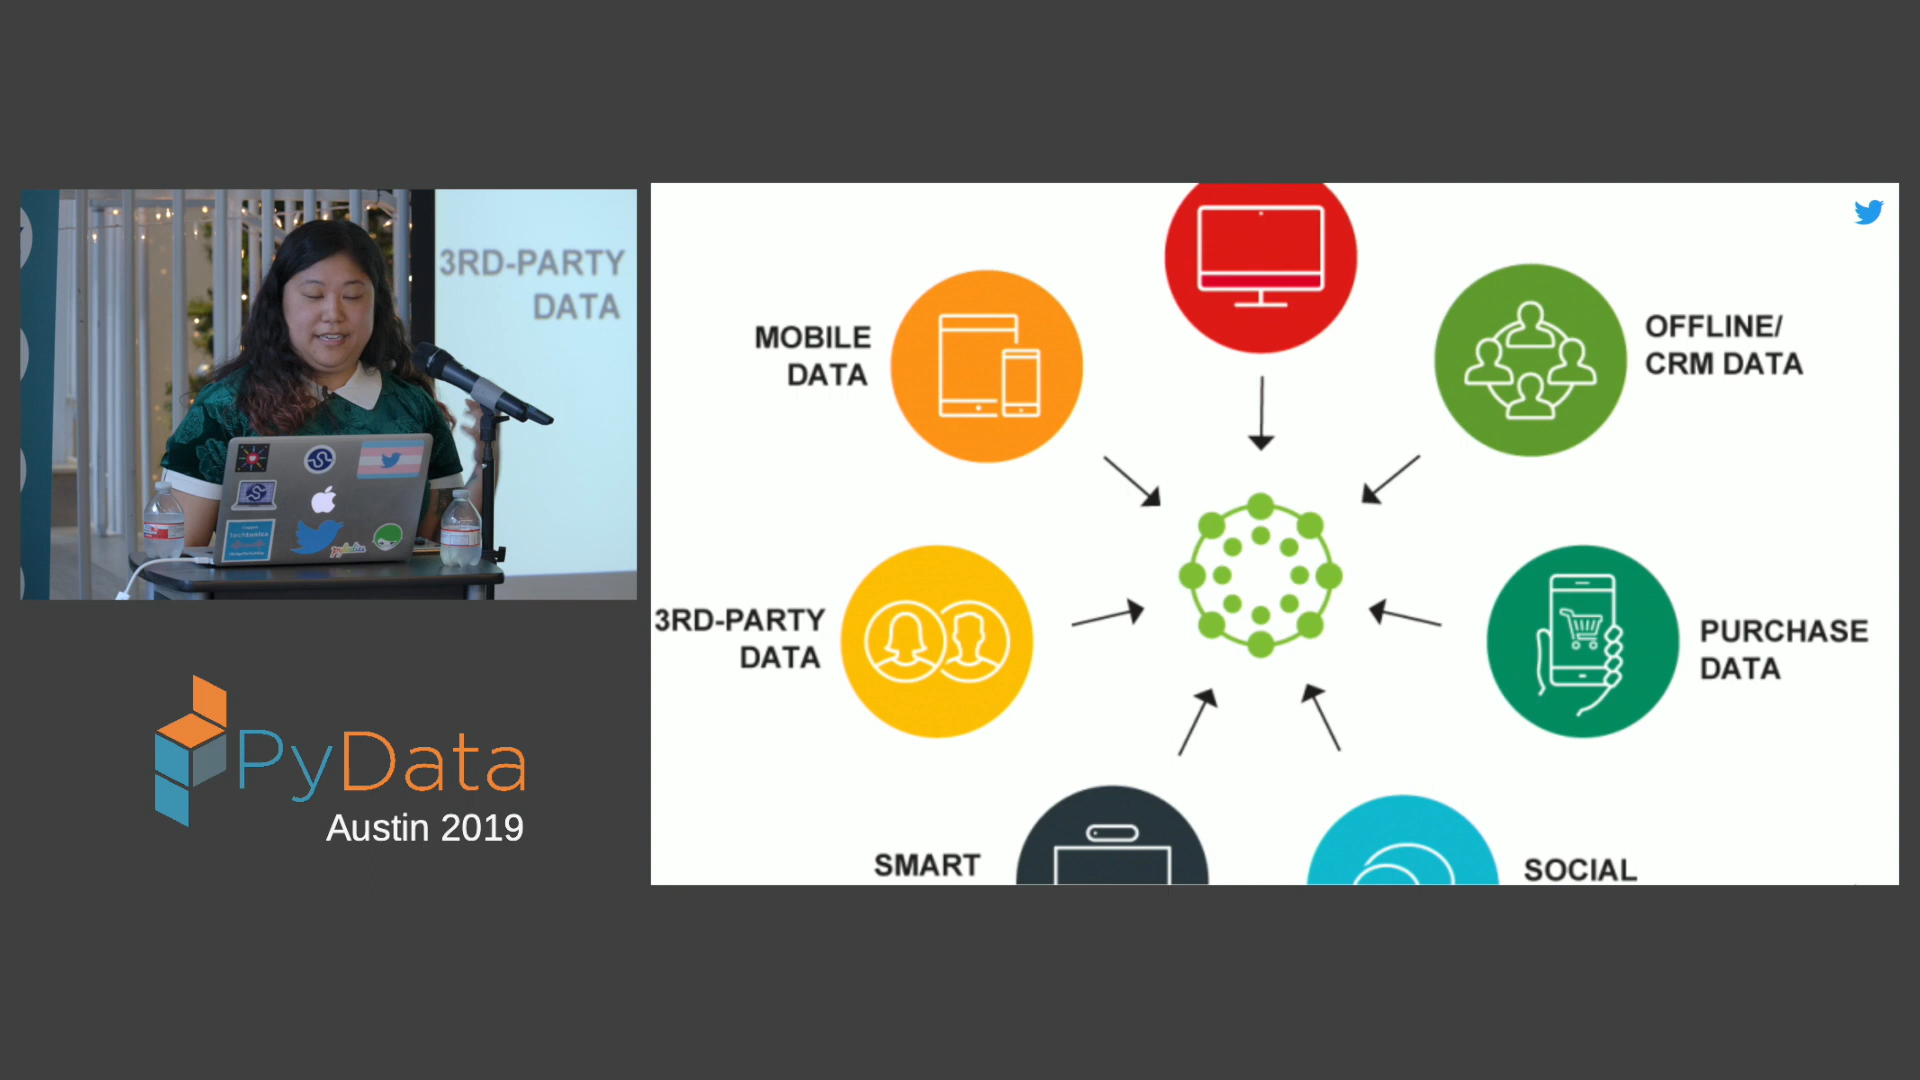 3RD-PARTY
DATA
PyData
Austin 2019
MOBILE
DATA
OFFLINE/
CRM DATA
3RD-PARTY
DATA
PURCHASE
DATA
SMART
SOCIAL